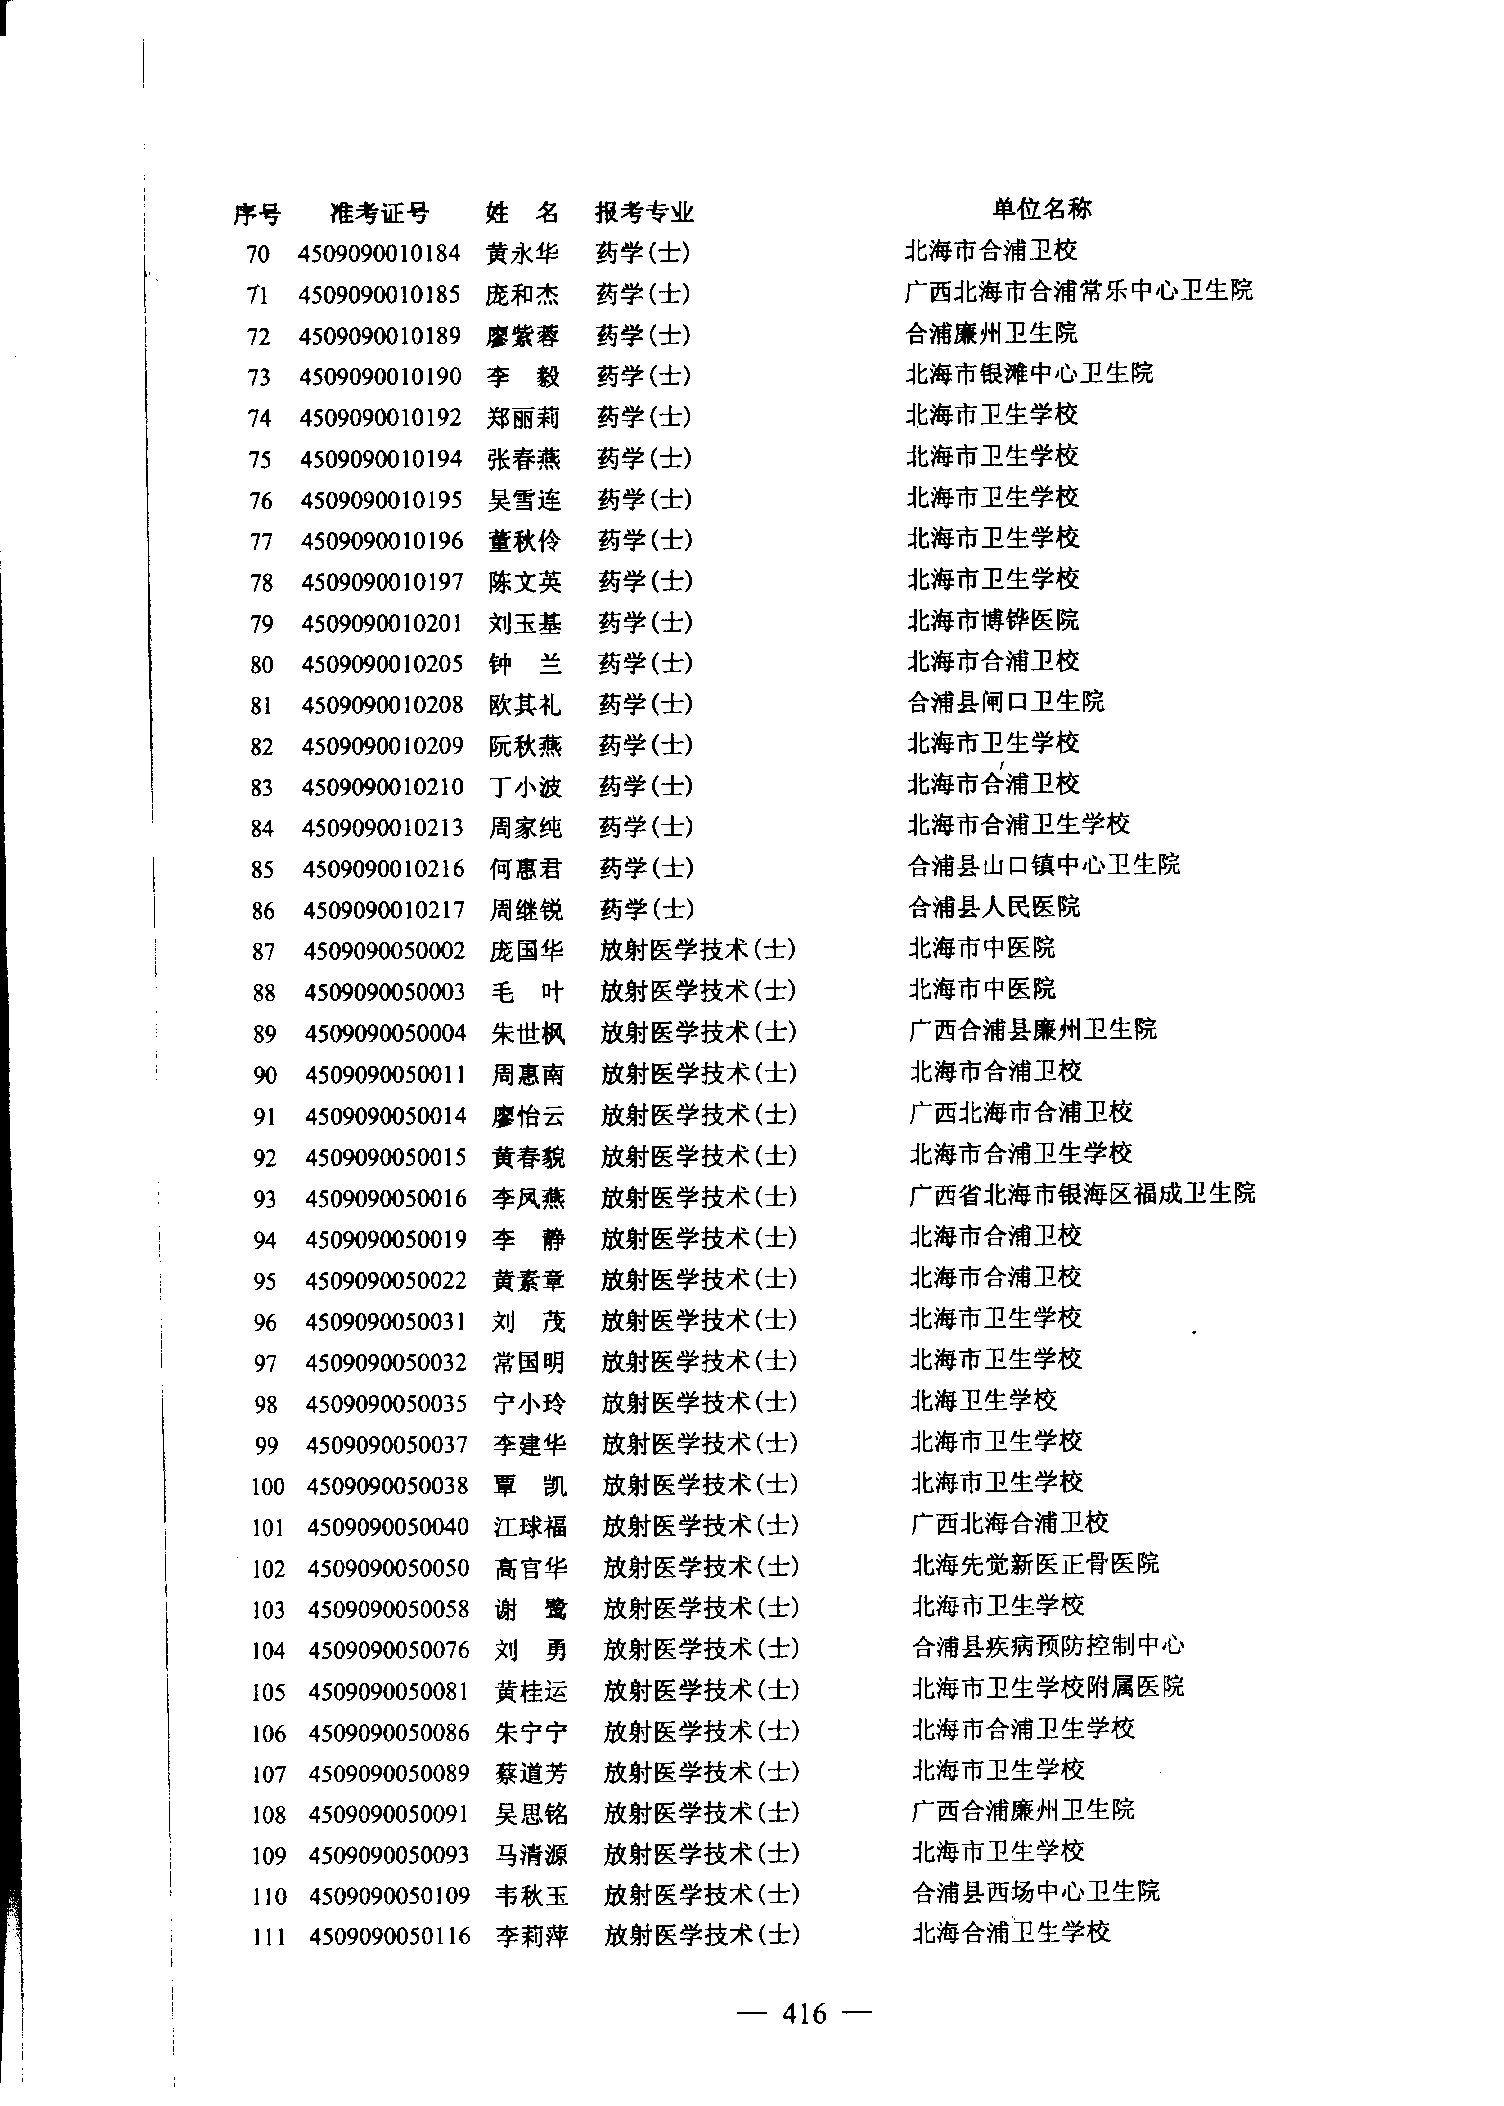 序号 准考证号 姓 名 报考专业 单位名称
70 4509090010184 黄永华 药学(士) 北海市合浦卫校
71 4509090010185 庞和杰 药学(士) 广西北海市合浦常乐中心卫生院
72 4509090010189 廖紫蓉 药学(士) 合浦廉州卫生院
73 4509090010190 李 毅 药学(士) 北海市银滩中心卫生院
74 4509090010192 郑丽莉 药学(士) 北海市卫生学校
75 4509090010194 张春燕 药学(士) 北海市卫生学校
76 4509090010195 吴雪连 药学(士) 北海市卫生学校
77 4509090010196 董秋伶 药学(士) 北海市卫生学校
78 4509090010197 陈文英 药学(士) 北海市卫生学校
79 4509090010201 刘玉基 药学(士) 北海市博铧医院
80 4509090010205 钟 兰 药学(士) 北海市合浦卫校
81 4509090010208 欧其礼 药学(士) 合浦县闸口卫生院
82 4509090010209 阮秋燕 药学(士) 北海市卫生学校
83 4509090010210 丁小波 药学(士) 北海市合浦卫校
84 4509090010213 周家纯 药学(士) 北海市合浦卫生学校
85 4509090010216 何惠君 药学(士) 合浦县山口镇中心卫生院
86 4509090010217 周继锐 药学(士) 合浦县人民医院
87 4509090050002 庞国华 放射医学技术(士) 北海市中医院
88 4509090050003 毛 叶 放射医学技术(士) 北海市中医院
89 4509090050004 朱世枫 放射医学技术(士) 广西合浦县廉州卫生院
90 4509090050011 周惠南 放射医学技术(士) 北海市合浦卫校
91 4509090050014 廖怡云 放射医学技术(士) 广西北海市合浦卫校
92 4509090050015 黄春貌 放射医学技术(士) 北海市合浦卫生学校
93 4509090050016 李凤燕 放射医学技术(士) 广西省北海市银海区福成卫生院
94 4509090050019 李 静 放射医学技术(士) 北海市合浦卫校
95 4509090050022 黄素章 放射医学技术(士) 北海市合浦卫校
96 4509090050031 刘 茂 放射医学技术(士) 北海市卫生学校
97 4509090050032 常国明 放射医学技术(士) 北海市卫生学校
98 4509090050035 宁小玲 放射医学技术(士) 北海卫生学校
99 4509090050037 李建华 放射医学技术(士) 北海市卫生学校
100 4509090050038 覃 凯 放射医学技术(士) 北海市卫生学校
101 4509090050040 江球福 放射医学技术(士) 广西北海合浦卫校
102 4509090050050 高官华 放射医学技术(士) 北海先觉新医正骨医院
103 4509090050058 谢 鹭 放射医学技术(士) 北海市卫生学校
104 4509090050076 刘 勇 放射医学技术(士) 合浦县疾病预防控制中心
105 4509090050081 黄桂运 放射医学技术(士) 北海市卫生学校附属医院
106 4509090050086 朱宁宁 放射医学技术(士) 北海市合浦卫生学校
107 4509090050089 蔡道芳 放射医学技术(士) 北海市卫生学校
108 4509090050091 吴思铭 放射医学技术(士) 广西合浦廉州卫生院
109 4509090050093 马清源 放射医学技术(士) 北海市卫生学校
110 4509090050109 韦秋玉 放射医学技术(士) 合浦县西场中心卫生院
111 4509090050116 李莉萍 放射医学技术(士) 北海合浦卫生学校
— 416 —